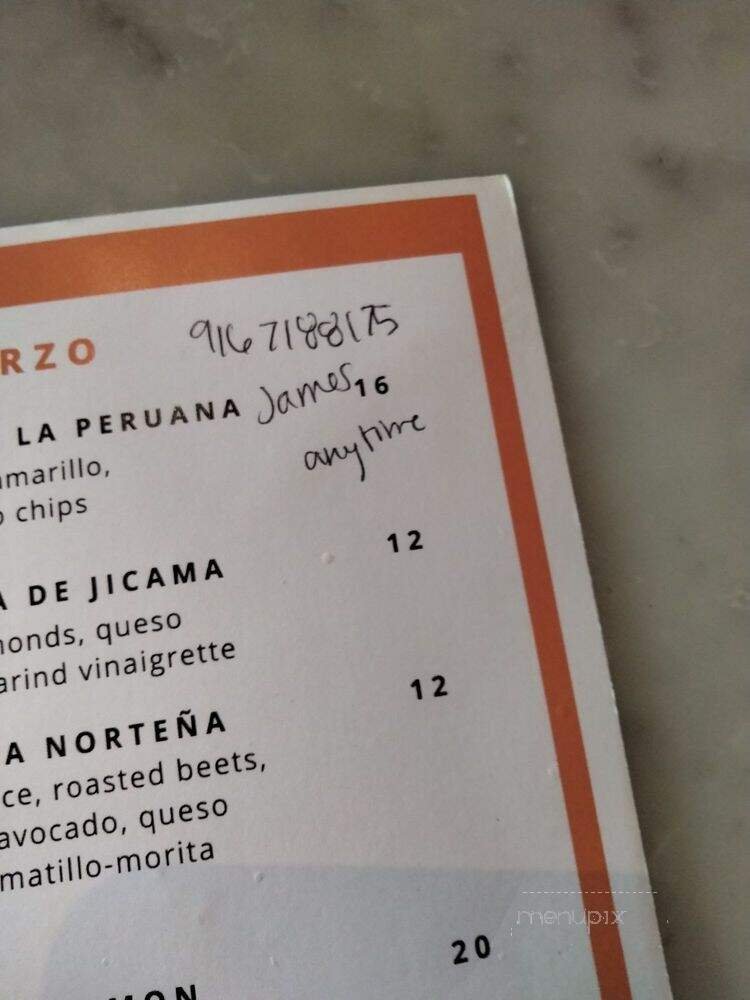 RZO 9167188175
LA PERUANA James 16
amarillo, anytime
chips
DE JICAMA 12
monds, queso
arind vinaigrette
A NORTEÑA 12
ce, roasted beets,
avocado, queso
matillo-morita
menupix
20
MON